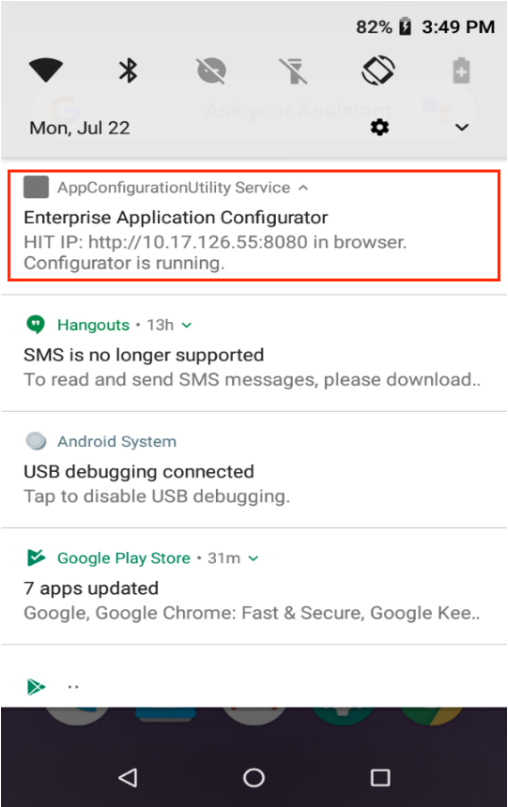 82% 3:49 PM
Ask your Assistant
Mon, Jul 22
AppConfigurationUtility Service
Enterprise Application Configurator
HIT IP: http://10.17.126.55:8080 in browser.
Configurator is running.
Hangouts • 13h
SMS is no longer supported
To read and send SMS messages, please download..
Android System
USB debugging connected
Tap to disable USB debugging.
Google Play Store • 31m
7 apps updated
Google, Google Chrome: Fast & Secure, Google Kee..
..